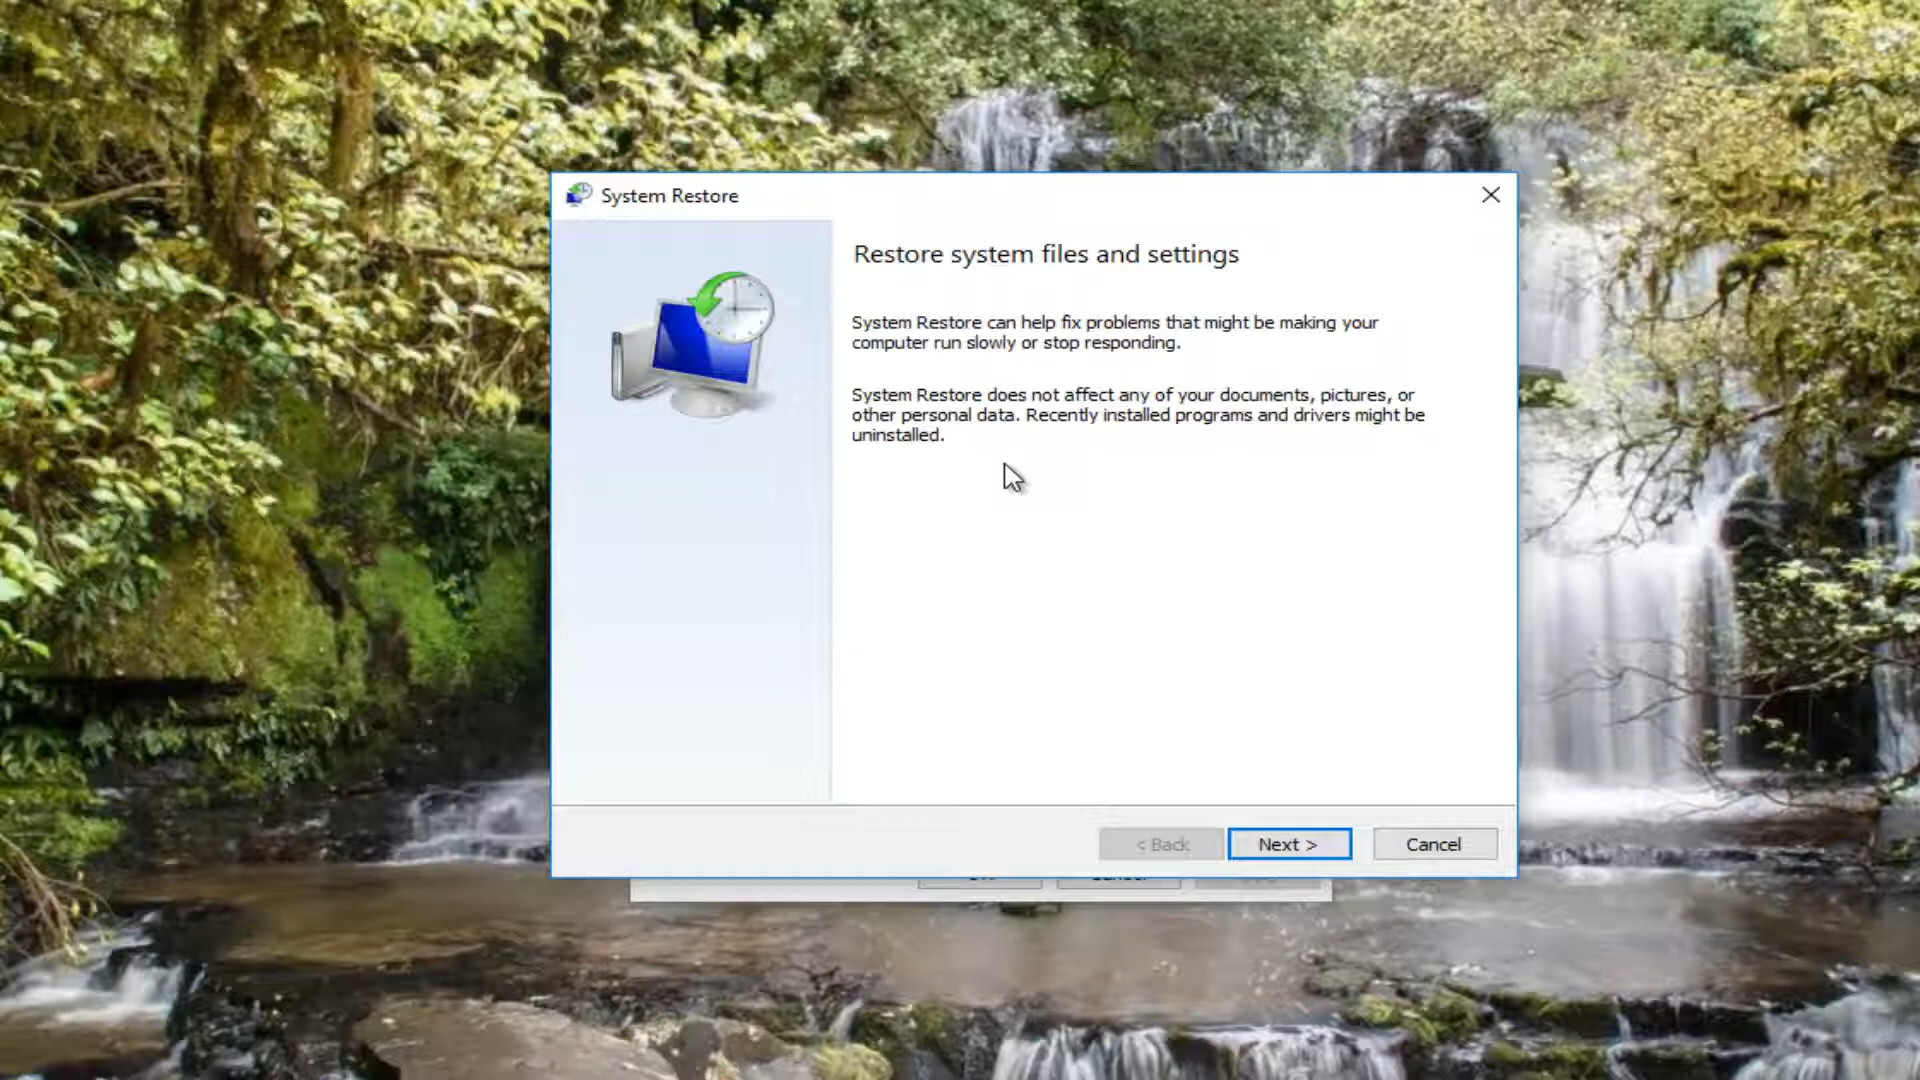 System Restore
Restore system files and settings
System Restore can help fix problems that might be making your
computer run slowly or stop responding.
System Restore does not affect any of your documents, pictures, or
other personal data. Recently installed programs and drivers might be
uninstalled.
< Back
Next >
Cancel